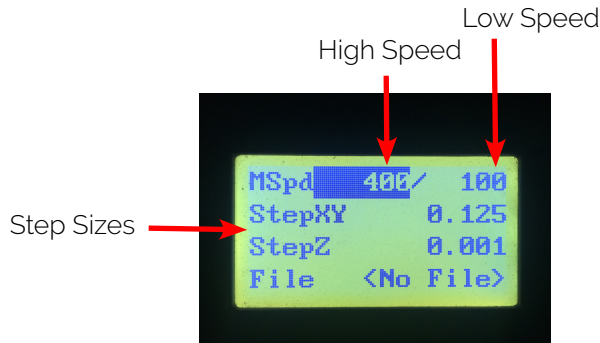 Low Speed
High Speed
MSpd 400/ 100
StepXY 0.125
Step Sizes
StepZ 0.001
File <No File>